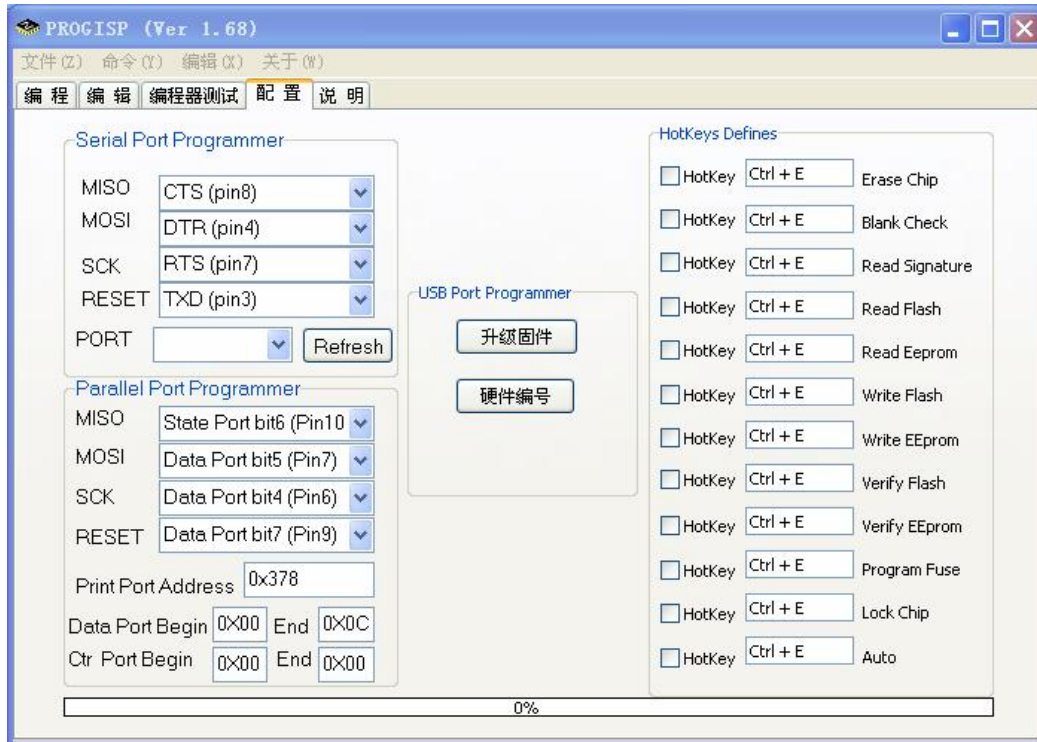 PROGISP (Ver 1.68)
文件(Z) 命令(Y) 编辑(X) 关于(W)
编 程 编 辑 编程器测试 配 置 说 明
Serial Port Programmer
MISO CTS (pin8)
MOSI DTR (pin4)
SCK RTS (pin7)
RESET TXD (pin3)
PORT Refresh
Parallel Port Programmer
MISO State Port bit6 (Pin10
MOSI Data Port bit5 (Pin7)
SCK Data Port bit4 (Pin6)
RESET Data Port bit7 (Pin9)
Print Port Address 0x378
Data Port Begin 0X00 End 0X0C
Ctr Port Begin 0X00 End 0X00
USB Port Programmer
升级固件
硬件编号
HotKeys Defines
HotKey Ctrl + E Erase Chip
HotKey Ctrl + E Blank Check
HotKey Ctrl + E Read Signature
HotKey Ctrl + E Read Flash
HotKey Ctrl + E Read Eeprom
HotKey Ctrl + E Write Flash
HotKey Ctrl + E Write EEprom
HotKey Ctrl + E Verify Flash
HotKey Ctrl + E Verify EEprom
HotKey Ctrl + E Program Fuse
HotKey Ctrl + E Lock Chip
HotKey Ctrl + E Auto
0%